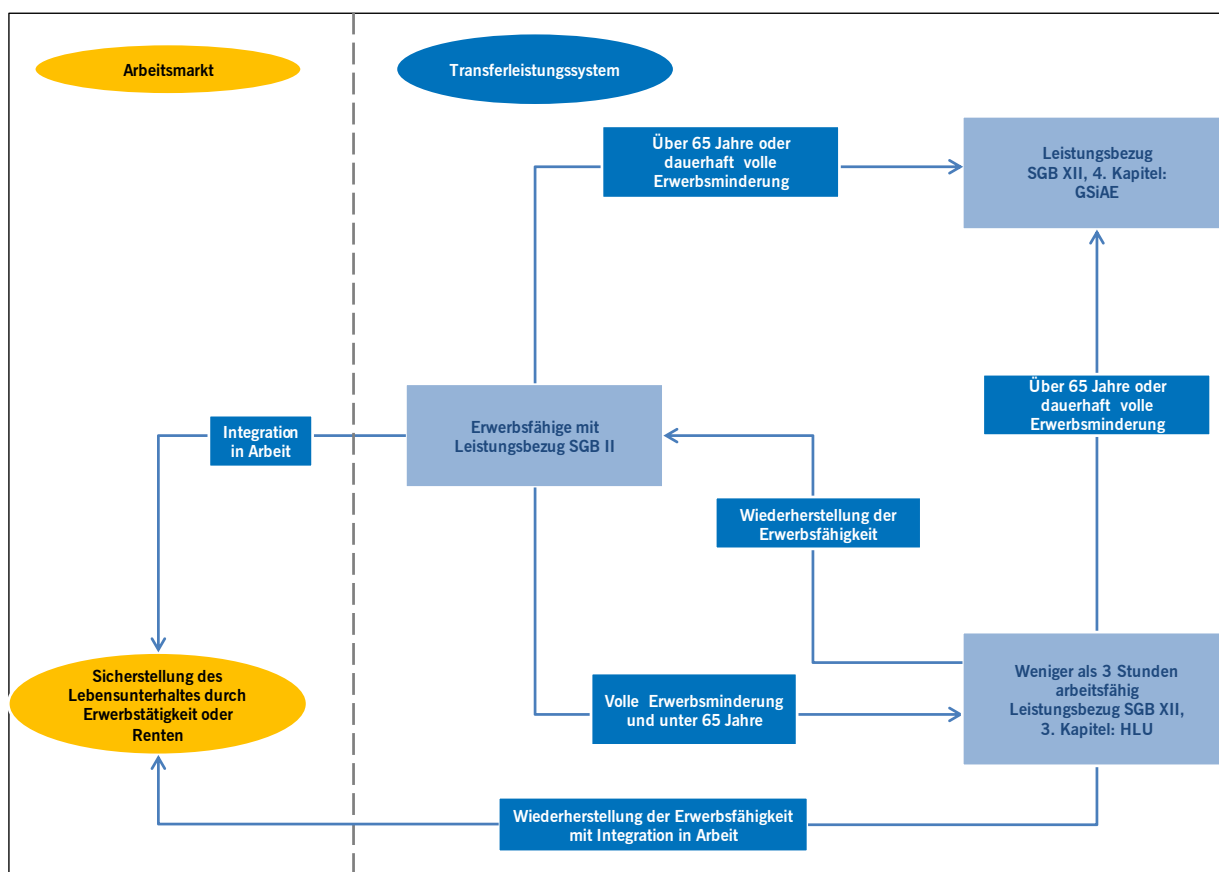 Arbeitsmarkt
Transferleistungssystem
Über 65 Jahre oder
dauerhaft volle
Erwerbsminderung
Leistungsbezug
SGB XII, 4. Kapitel:
GSiAE
Über 65 Jahre oder
dauerhaft volle
Erwerbsminderung
Integration
in Arbeit
Erwerbsfähige mit
Leistungsbezug SGB II
Wiederherstellung der
Erwerbsfähigkeit
Sicherstellung des
Lebensunterhaltes durch
Erwerbstätigkeit oder
Renten
Volle Erwerbsminderung
und unter 65 Jahre
Weniger als 3 Stunden
arbeitsfähig
Leistungsbezug SGB XII,
3. Kapitel: HLU
Wiederherstellung der Erwerbsfähigkeit
mit Integration in Arbeit